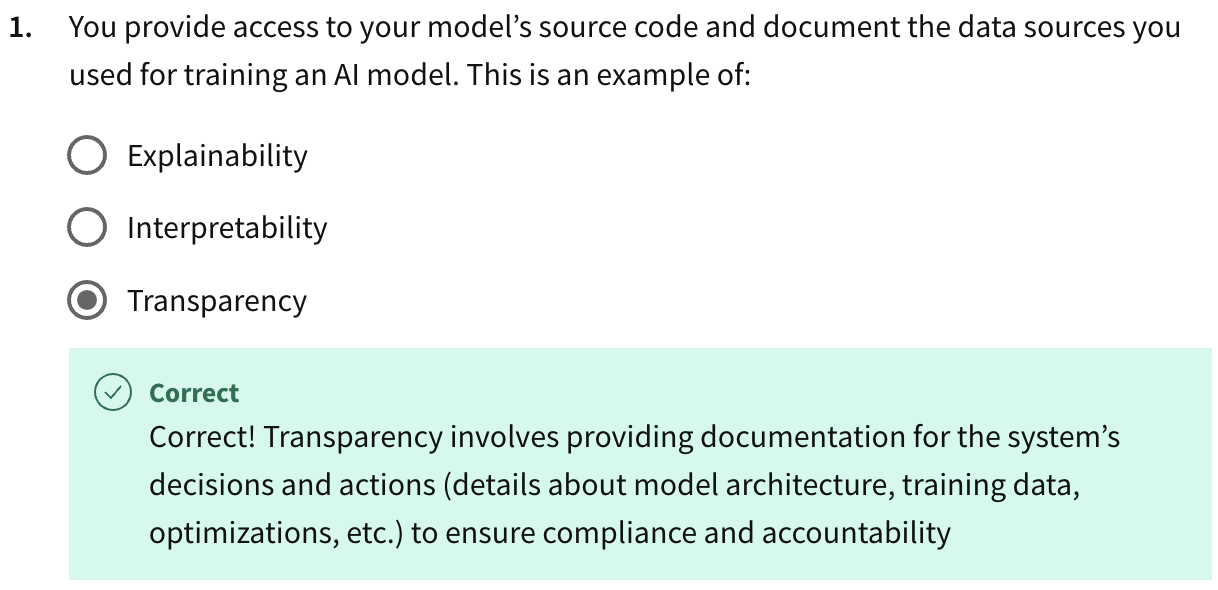 1. You provide access to your model’s source code and document the data sources you
used for training an AI model. This is an example of:
Explainability
Interpretability
Transparency
Correct
Correct! Transparency involves providing documentation for the system’s
decisions and actions (details about model architecture, training data,
optimizations, etc.) to ensure compliance and accountability